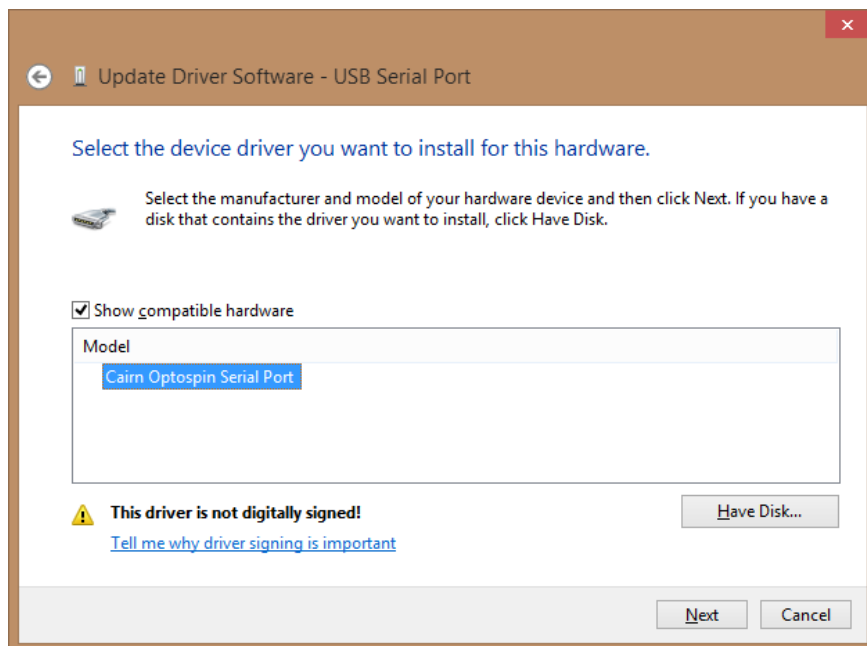 Update Driver Software - USB Serial Port
Select the device driver you want to install for this hardware.
Select the manufacturer and model of your hardware device and then click Next. If you have a
disk that contains the driver you want to install, click Have Disk.
Show compatible hardware
Model
Cairn Optospin Serial Port
This driver is not digitally signed!
Have Disk...
Tell me why driver signing is important
Next
Cancel